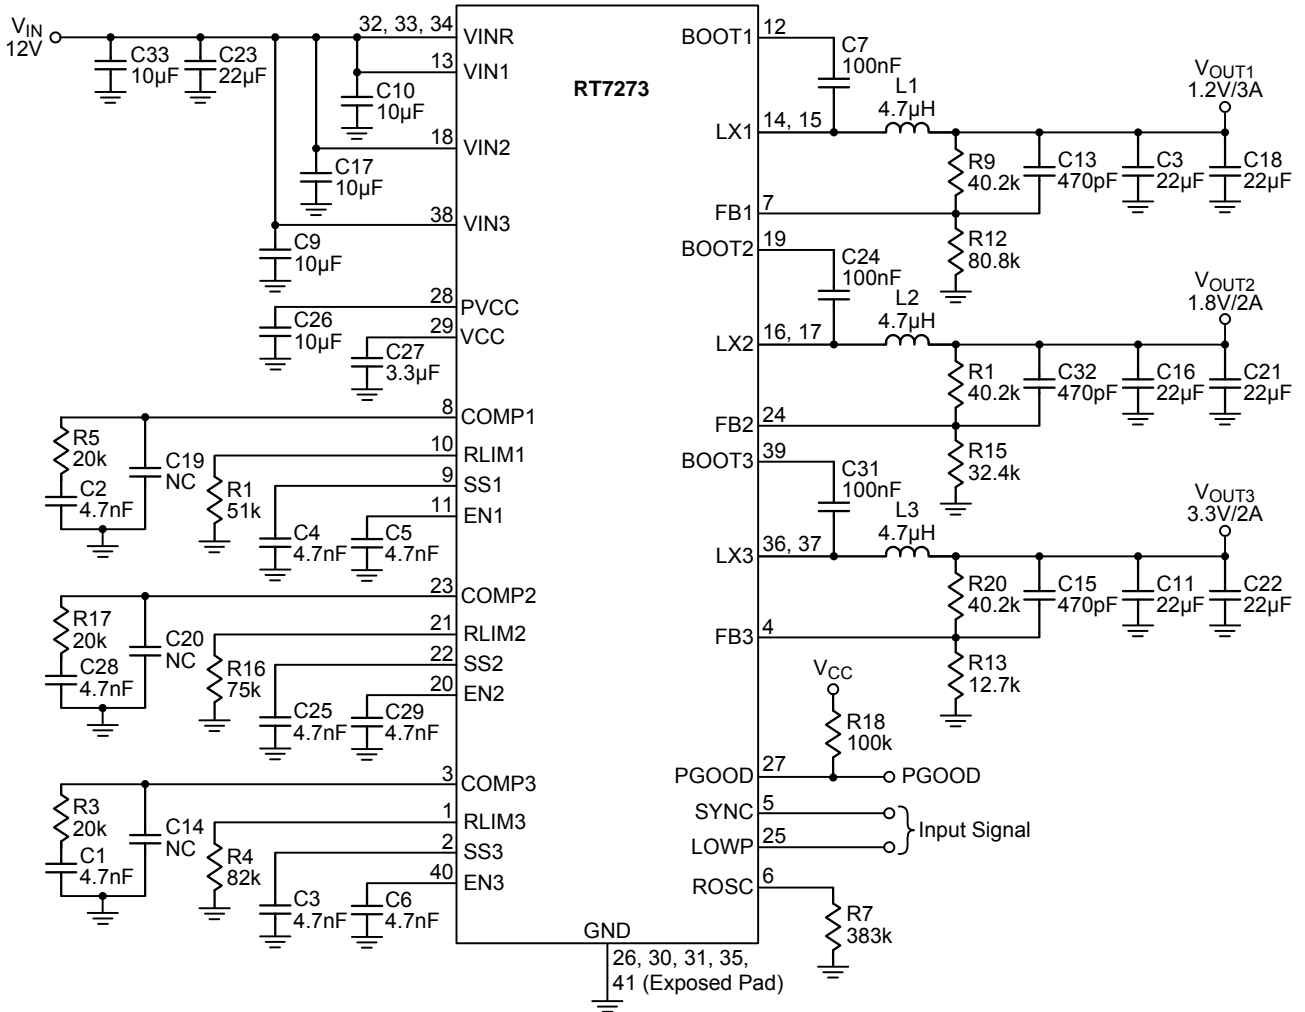 VIN
12V
C33
10µF
C23
22µF
32, 33, 34
VINR
13
VIN1
C10
10µF
18
VIN2
C17
10µF
38
VIN3
C9
10µF
28
PVCC
C26
10µF
29
VCC
C27
3.3µF
8
COMP1
R5
20k
C2
4.7nF
C19
NC
10
RLIM1
R1
51k
9
SS1
C4
4.7nF
11
EN1
C5
4.7nF
23
COMP2
R17
20k
C28
4.7nF
C20
NC
21
RLIM2
R16
75k
22
SS2
C25
4.7nF
20
EN2
C29
4.7nF
3
COMP3
R3
20k
C1
4.7nF
C14
NC
1
RLIM3
R4
82k
2
SS3
C3
4.7nF
40
EN3
C6
4.7nF
RT7273
GND
26, 30, 31, 35,
41 (Exposed Pad)
BOOT1
12
C7
100nF
LX1
14, 15
L1
4.7µH
VOUT1
1.2V/3A
R9
40.2k
C13
470pF
C3
22µF
C18
22µF
FB1
7
R12
80.8k
BOOT2
19
C24
100nF
LX2
16, 17
L2
4.7µH
VOUT2
1.8V/2A
R1
40.2k
C32
470pF
C16
22µF
C21
22µF
FB2
24
R15
32.4k
BOOT3
39
C31
100nF
LX3
36, 37
L3
4.7µH
VOUT3
3.3V/2A
R20
40.2k
C15
470pF
C11
22µF
C22
22µF
FB3
4
R13
12.7k
VCC
R18
100k
PGOOD
27
PGOOD
SYNC
5
LOWP
25
Input Signal
ROSC
6
R7
383k